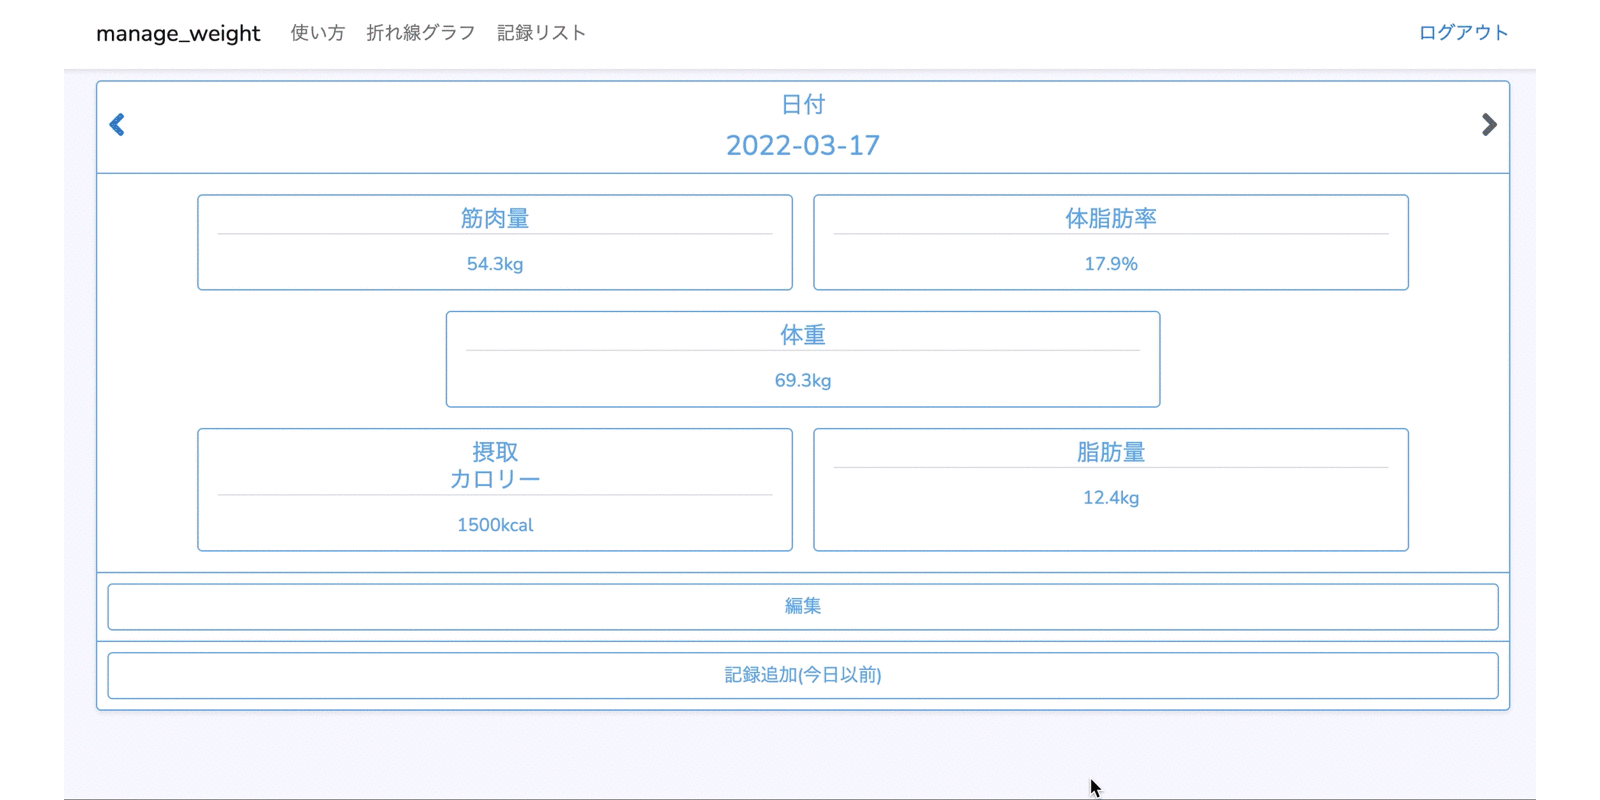 manage_weight 使い方 折れ線グラフ 記録リスト ログアウト
日付
2022-03-17
筋肉量
54.3kg
体脂肪率
17.9%
体重
69.3kg
摂取
カロリー
1500kcal
脂肪量
12.4kg
編集
記録追加(今日以前)